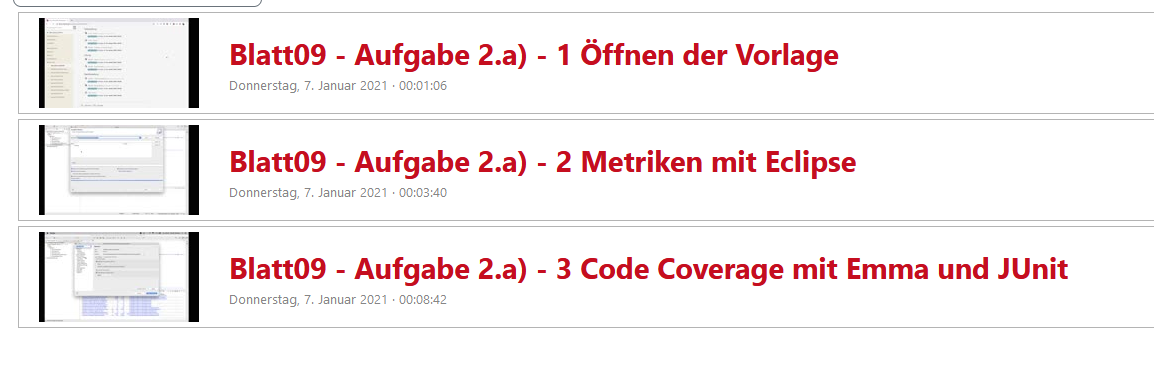 Blatt09 - Aufgabe 2.a) - 1 Öffnen der Vorlage
Donnerstag, 7. Januar 2021 · 00:01:06
Blatt09 - Aufgabe 2.a) - 2 Metriken mit Eclipse
Donnerstag, 7. Januar 2021 · 00:03:40
Blatt09 - Aufgabe 2.a) - 3 Code Coverage mit Emma und JUnit
Donnerstag, 7. Januar 2021 · 00:08:42